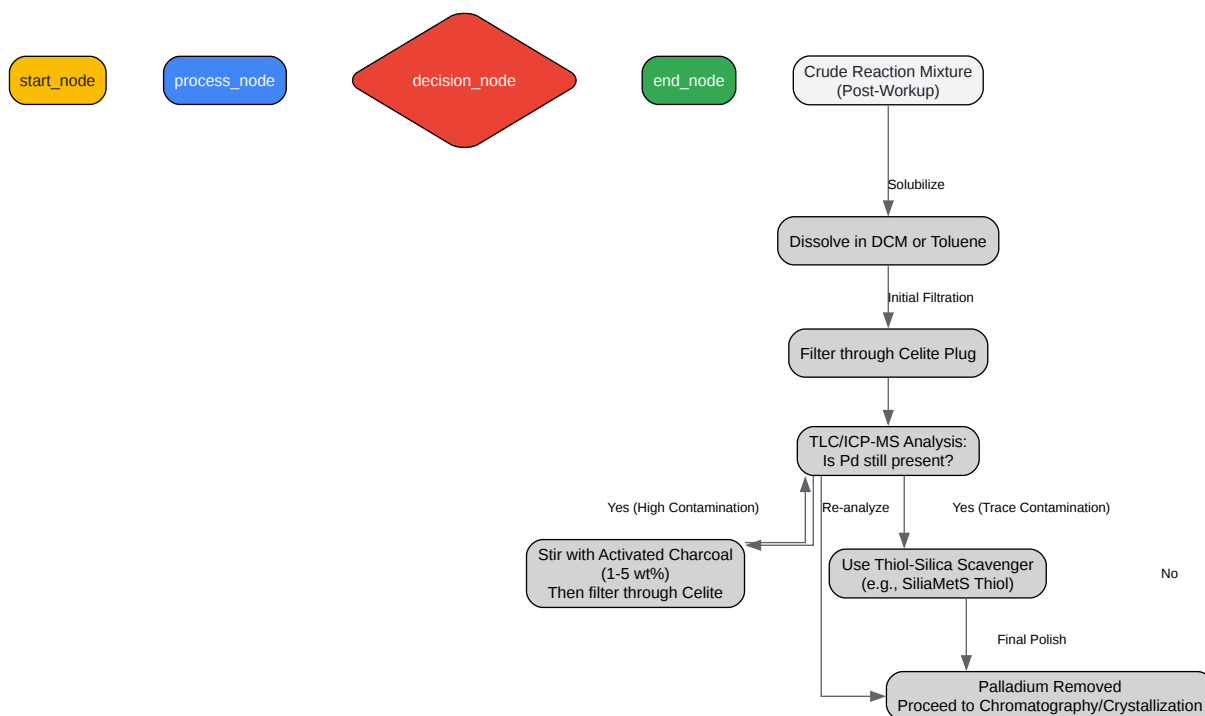 start_node
process_node
decision_node
end_node
Crude Reaction Mixture
(Post-Workup)
Solubilize
Dissolve in DCM or Toluene
Initial Filtration
Filter through Celite Plug
TLC/ICP-MS Analysis:
Is Pd still present?
Yes (High Contamination)
Re-analyze
Yes (Trace Contamination)
Stir with Activated Charcoal
(1-5 wt%)
Then filter through Celite
Use Thiol-Silica Scavenger
(e.g., SiliaMetS Thiol)
No
Final Polish
Palladium Removed
Proceed to Chromatography/Crystallization